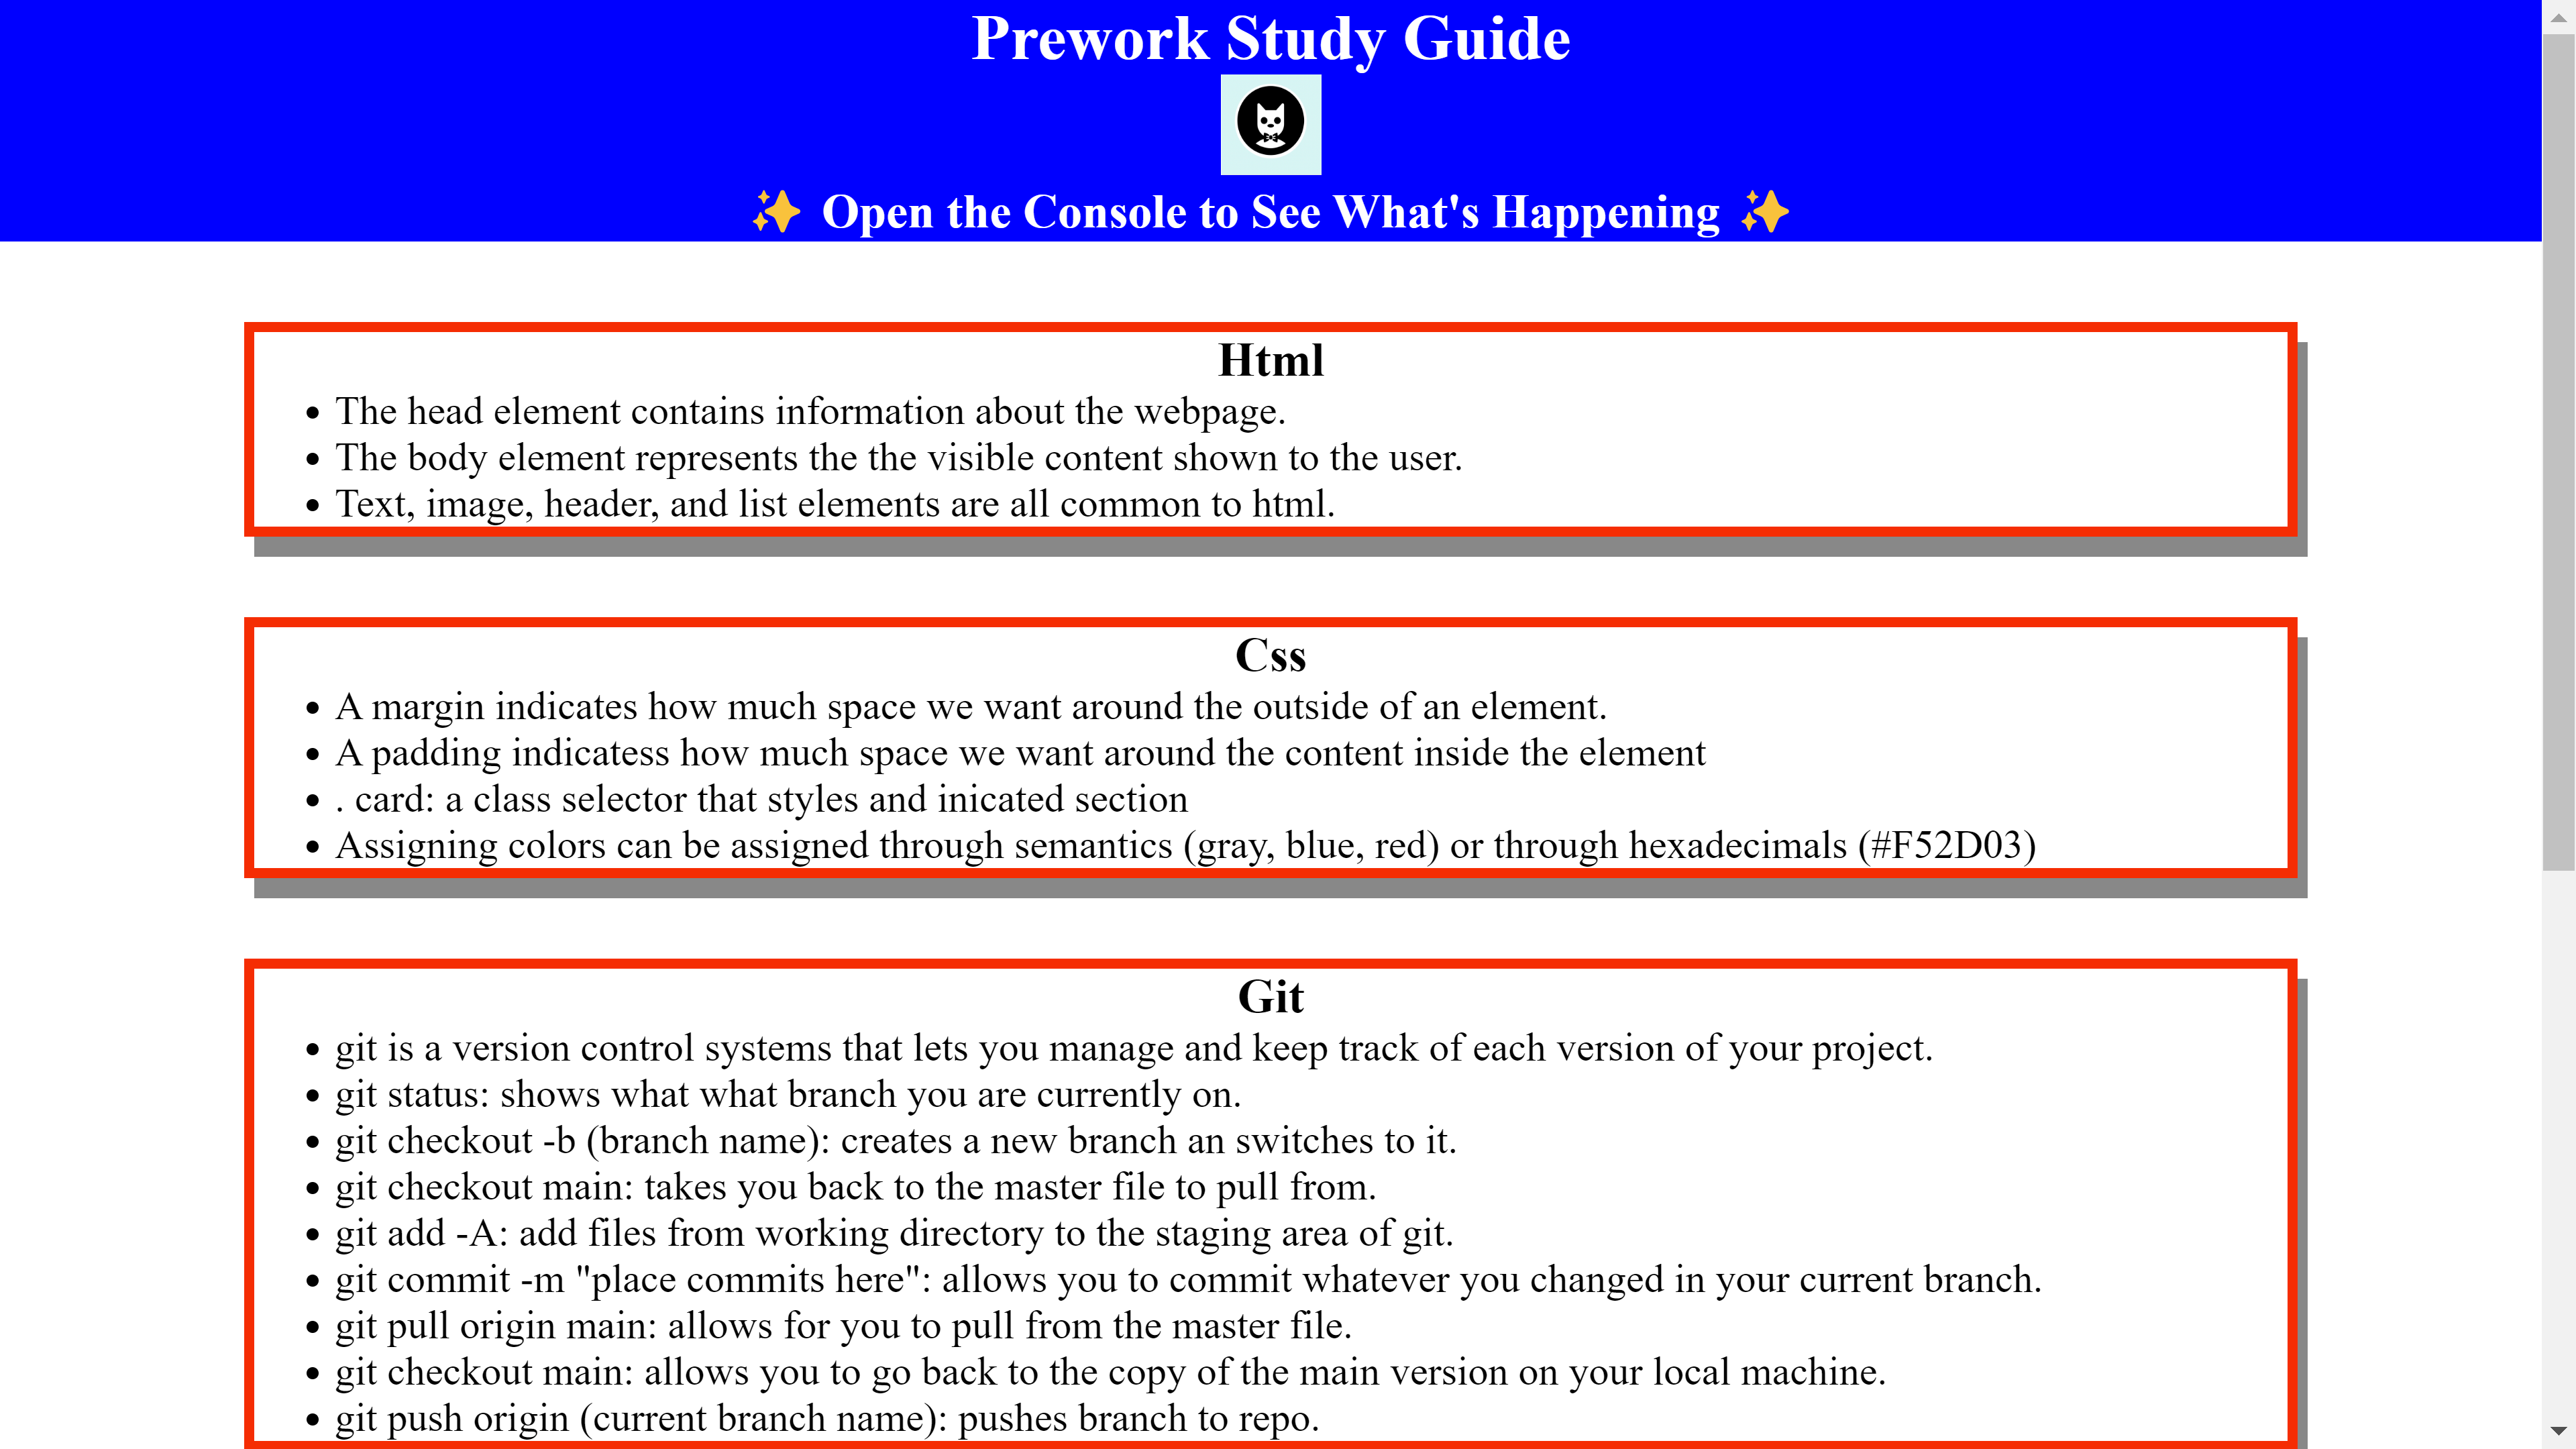 Prework Study Guide
✨ Open the Console to See What's Happening ✨
Html
• The head element contains information about the webpage.
• The body element represents the the visible content shown to the user.
• Text, image, header, and list elements are all common to html.
Css
• A margin indicates how much space we want around the outside of an element.
• A padding indicatess how much space we want around the content inside the element
• . card: a class selector that styles and inicated section
• Assigning colors can be assigned through semantics (gray, blue, red) or through hexadecimals (#F52D03)
Git
• git is a version control systems that lets you manage and keep track of each version of your project.
• git status: shows what what branch you are currently on.
• git checkout -b (branch name): creates a new branch an switches to it.
• git checkout main: takes you back to the master file to pull from.
• git add -A: add files from working directory to the staging area of git.
• git commit -m "place commits here": allows you to commit whatever you changed in your current branch.
• git pull origin main: allows for you to pull from the master file.
• git checkout main: allows you to go back to the copy of the main version on your local machine.
• git push origin (current branch name): pushes branch to repo.